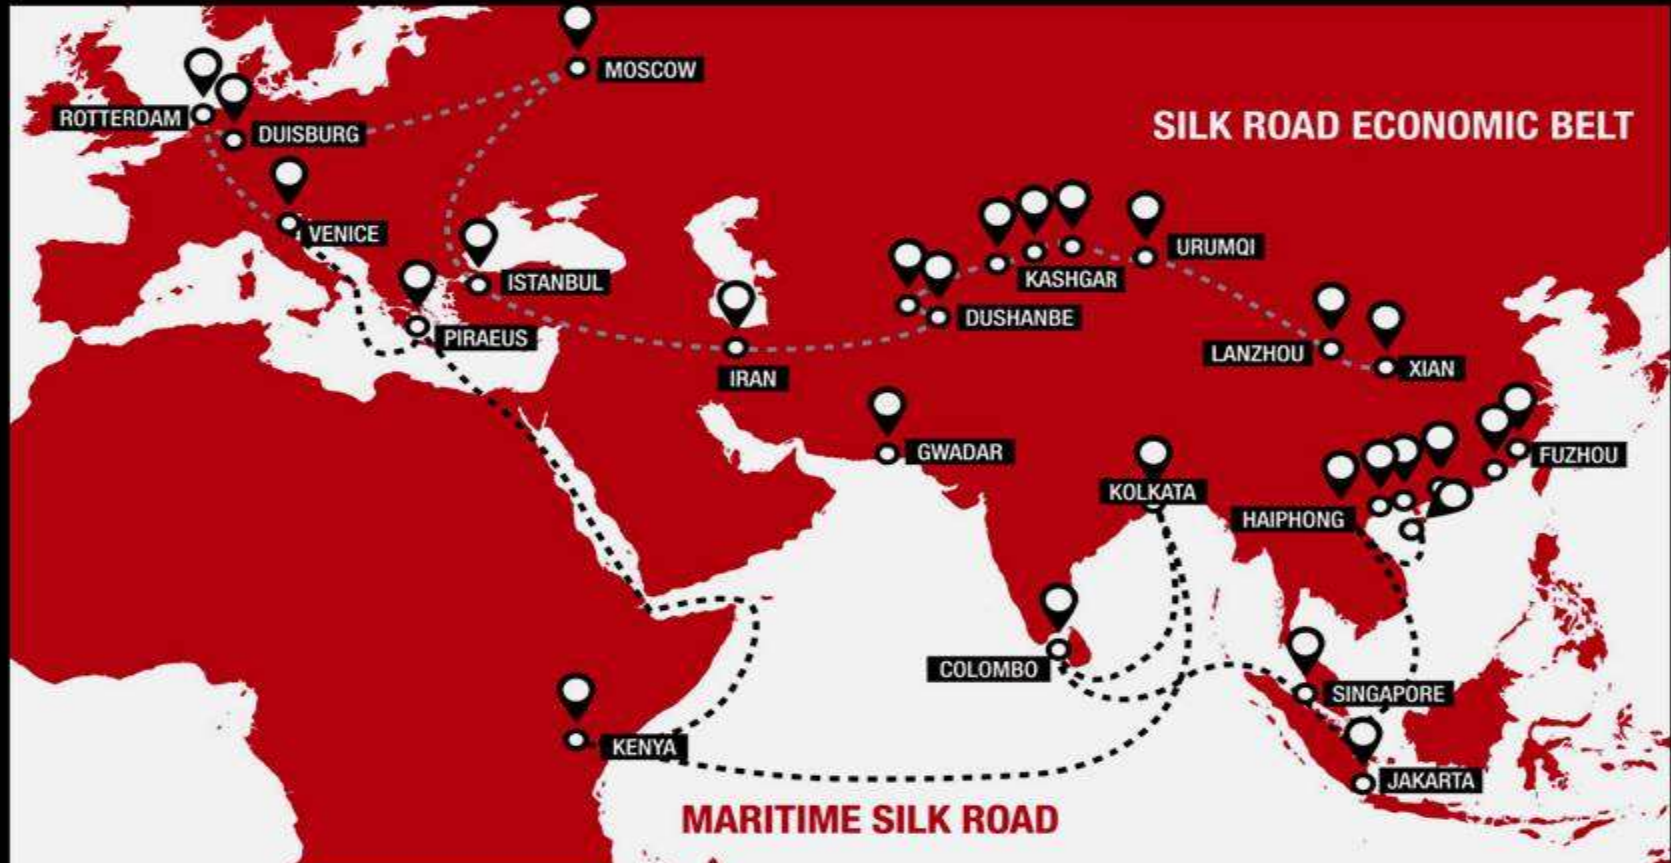 MOSCOW
ROTTERDAM
DUISBURG
SILK ROAD ECONOMIC BELT
VENICE
URUMQI
ISTANBUL
KASHGAR
DUSHANBE
PIRAEUS
LANZHOU
XIAN
IRAN
GWADAR
FUZHOU
KOLKATA
HAIPHONG
COLOMBO
SINGAPORE
KENYA
JAKARTA
MARITIME SILK ROAD